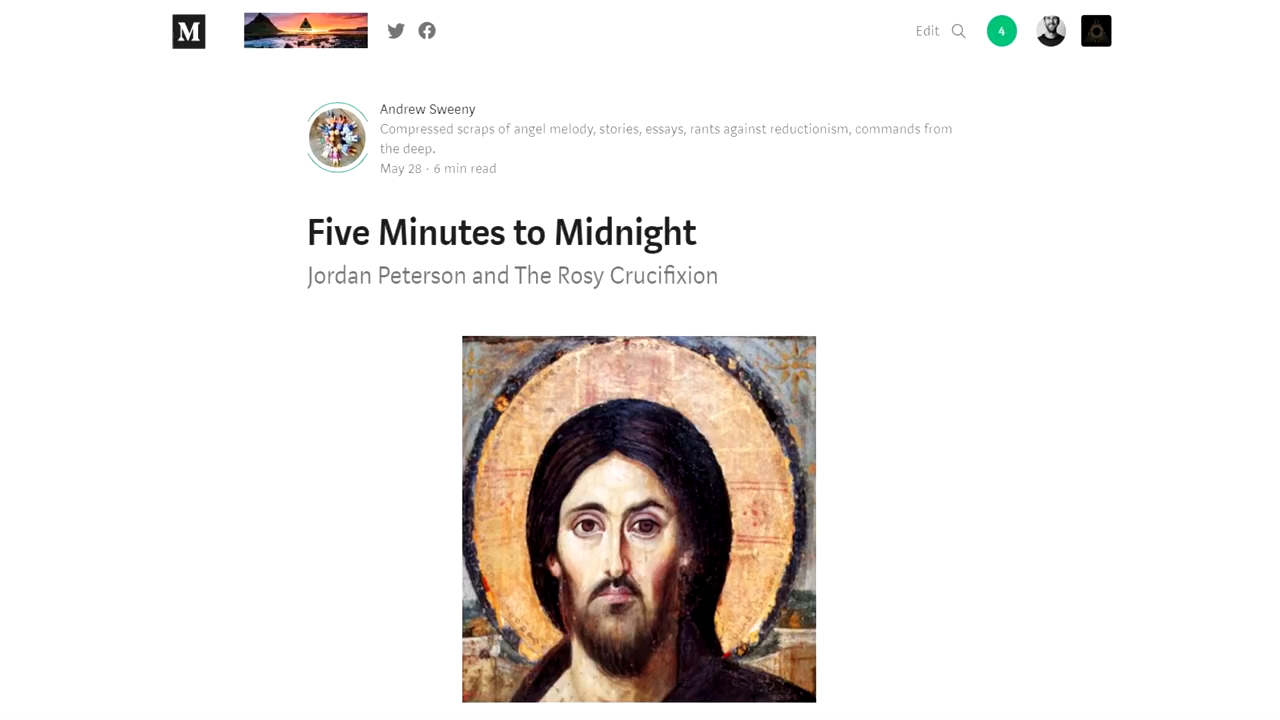 M
Edit
4
Andrew Sweeny
Compressed scraps of angel melody, stories, essays, rants against reductionism, commands from
the deep.
May 28 · 6 min read
Five Minutes to Midnight
Jordan Peterson and The Rosy Crucifixion